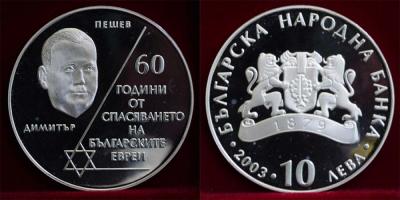 ПЕШЕВ
ДИМИТЪР
60
ГОДИНИ
ОТ
СПАСЯВАНЕТО
НА
БЪЛГАРСКИТЕ
ЕВРЕИ
БЪЛГАРСКА НАРОДНА БАНКА
1879
• 2003 • 10 ЛЕВА •